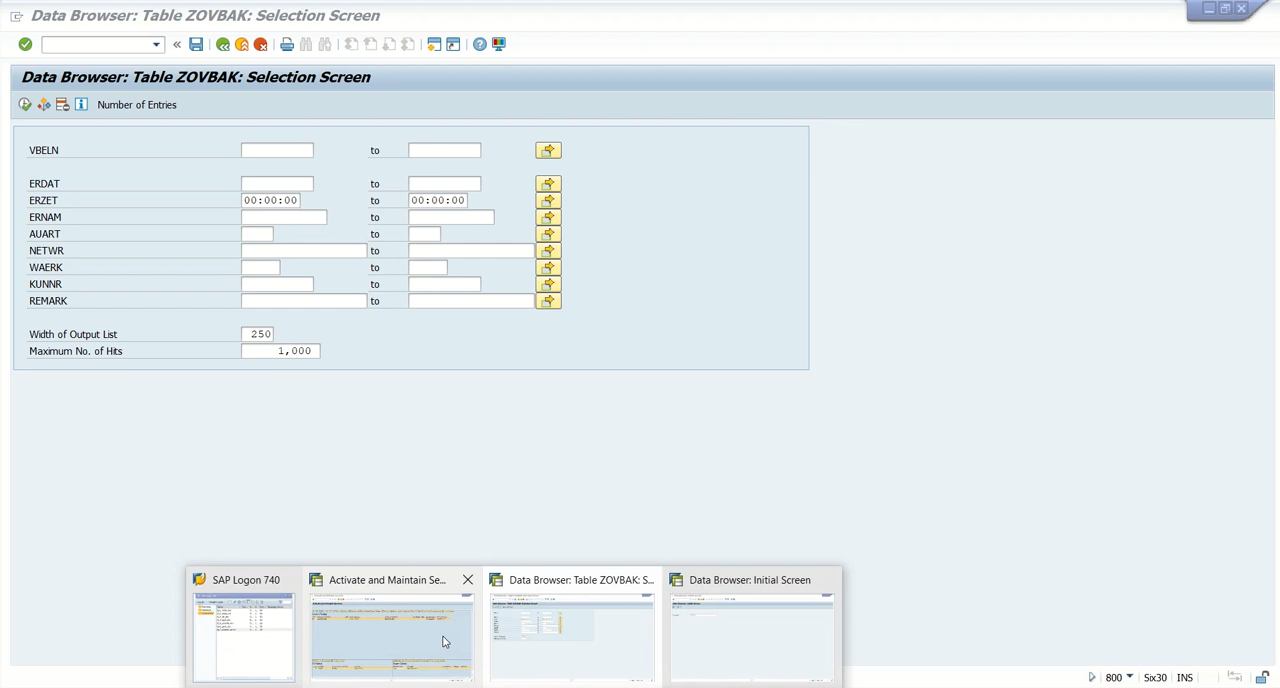 Data Browser: Table ZOVBAK: Selection Screen
Data Browser: Table ZOVBAK: Selection Screen
Number of Entries
VBELN to
ERDAT to
ERZET 00:00:00 to 00:00:00
ERNAM to
AUART to
NETWR to
WAERK to
KUNNR to
REMARK to
Width of Output List 250
Maximum No. of Hits 1,000
SAP Logon 740
Activate and Maintain Se...
Data Browser: Table ZOVBAK: S...
Data Browser: Initial Screen
800 Six30 INS